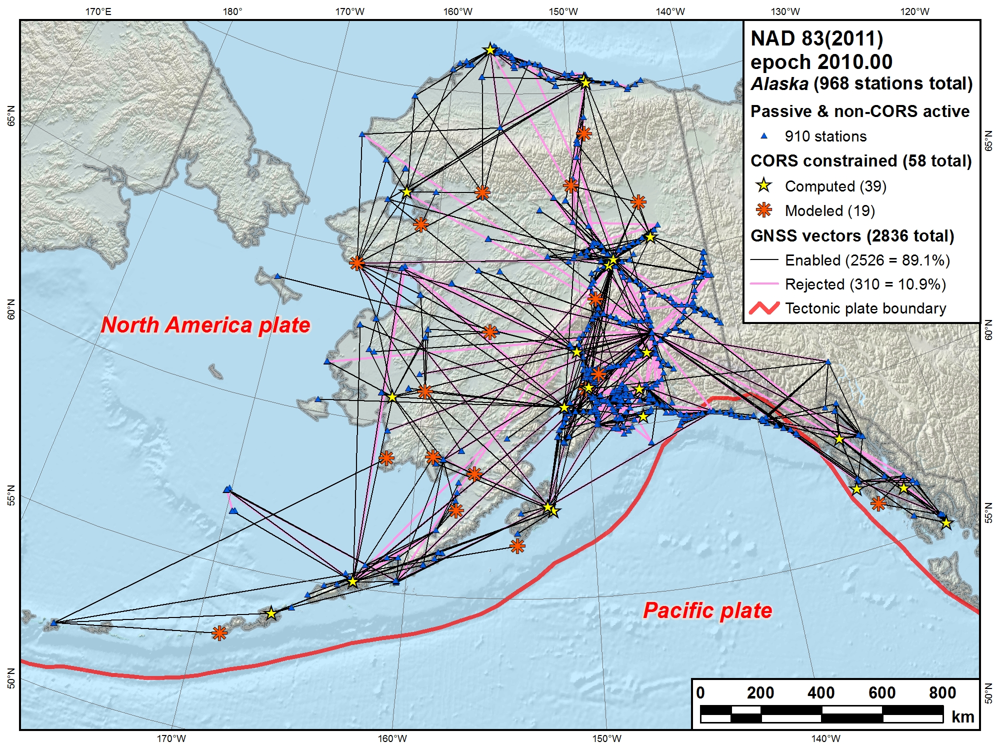 170°E 180° 170°W 160°W 150°W 140°W 130°W 120°W
NAD 83(2011)
epoch 2010.00
Alaska (968 stations total)
Passive & non-CORS active
910 stations
CORS constrained (58 total)
Computed (39)
Modeled (19)
GNSS vectors (2836 total)
Enabled (2526 = 89.1%)
Rejected (310 = 10.9%)
Tectonic plate boundary
65°N
65°N
60°N
60°N
North America plate
55°N
55°N
Pacific plate
50°N
50°N
0 200 400 600 800
km
170°W 160°W 150°W 140°W